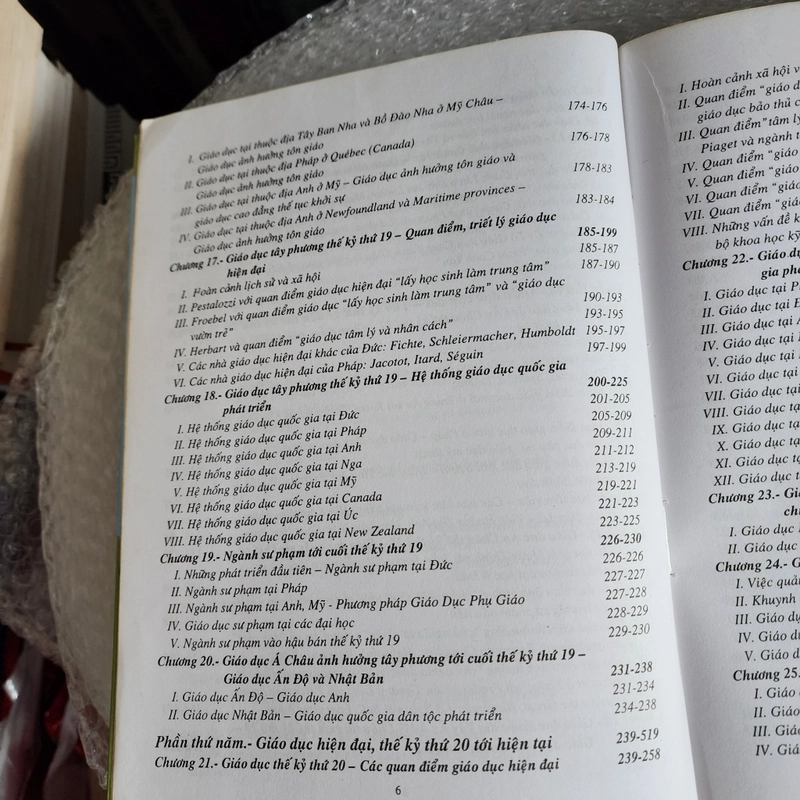 I. Giáo dục tại thuộc địa Tây Ban Nha và Bồ Đào Nha ở Mỹ Châu – 174-176
Giáo dục ảnh hưởng tôn giáo
II. Giáo dục tại thuộc địa Pháp ở Québec (Canada) 176-178
Giáo dục ảnh hưởng tôn giáo
III. Giáo dục tại thuộc địa Anh ở Mỹ – Giáo dục ảnh hưởng tôn giáo và 178-183
giáo dục cao đẳng thế tục khởi sự
IV. Giáo dục tại thuộc địa Anh ở Newfoundland và Maritime provinces – 183-184
Giáo dục ảnh hưởng tôn giáo
Chương 17.- Giáo dục tây phương thế kỷ thứ 19 – Quan điểm, triết lý giáo dục 185-199
hiện đại
I. Hoàn cảnh lịch sử và xã hội 185-187
II. Pestalozzi với quan điểm giáo dục hiện đại "lấy học sinh làm trung tâm" 187-190
III. Froebel với quan điểm giáo dục "lấy học sinh làm trung tâm" và "giáo dục
vườn trẻ" 190-193
IV. Herbart và quan điểm "giáo dục tâm lý và nhân cách" 193-195
V. Các nhà giáo dục hiện đại khác của Đức: Fichte, Schleiermacher, Humboldt 195-197
VI. Các nhà giáo dục hiện đại của Pháp: Jacotot, Itard, Séguin 197-199
Chương 18.- Giáo dục tây phương thế kỷ thứ 19 – Hệ thống giáo dục quốc gia
phát triển 200-225
I. Hệ thống giáo dục quốc gia tại Đức 201-205
II. Hệ thống giáo dục quốc gia tại Pháp 205-209
III. Hệ thống giáo dục quốc gia tại Anh 209-211
IV. Hệ thống giáo dục quốc gia tại Nga 211-212
V. Hệ thống giáo dục quốc gia tại Mỹ 213-219
VI. Hệ thống giáo dục quốc gia tại Canada 219-221
VII. Hệ thống giáo dục quốc gia tại Úc 221-223
VIII. Hệ thống giáo dục quốc gia tại New Zealand 223-225
Chương 19.- Ngành sư phạm tới cuối thế kỷ thứ 19 226-230
I. Những phát triển đầu tiên – Ngành sư phạm tại Đức 226-226
II. Ngành sư phạm tại Pháp 227-227
III. Ngành sư phạm tại Anh, Mỹ - Phương pháp Giáo Dục Phụ Giáo 227-228
IV. Giáo dục sư phạm tại các đại học 228-229
V. Ngành sư phạm vào hậu bán thế kỷ thứ 19 229-230
Chương 20.- Giáo dục Á Châu ảnh hưởng tây phương tới cuối thế kỷ thứ 19 –
Giáo dục Ấn Độ và Nhật Bản 231-238
I. Giáo dục Ấn Độ – Giáo dục Anh 231-234
II. Giáo dục Nhật Bản – Giáo dục quốc gia dân tộc phát triển 234-238
Phần thứ năm.- Giáo dục hiện đại, thế kỷ thứ 20 tới hiện tại 239-519
Chương 21.- Giáo dục thế kỷ thứ 20 – Các quan điểm giáo dục hiện đại 239-258
6
I. Hoàn cảnh xã hội v
II. Quan điểm "giáo d
giáo dục bảo thủ c
III. Quan điểm "tâm lý
Piaget và ngành t
IV. Quan điểm "giáo
V. Quan điểm "giáo
VI. Quan điểm "giáo
VII. Quan điểm "giáo
VIII. Những vấn đề k
bộ khoa học kỹ
Chương 22.- Giáo dụ
gia ph
I. Giáo dục tại P
II. Giáo dục tại
III. Giáo dục tại
IV. Giáo dục tại
V. Giáo dục tại
VI. Giáo dục tại
VII. Giáo dục tại
VIII. Giáo dục tại
IX. Giáo dục tạ
X. Giáo dục tạ
XI. Giáo dục tạ
XII. Giáo dục t
Chương 23.- Giá
I. Giáo dục
II. Giáo dục
Chương 24.- G
I. Việc quả
II. Khuynh
III. Giáo dụ
IV. Giáo dụ
V. Giáo d
Chương 25.
I. Giáo
II. Giáo
III. Giá
IV. Giá